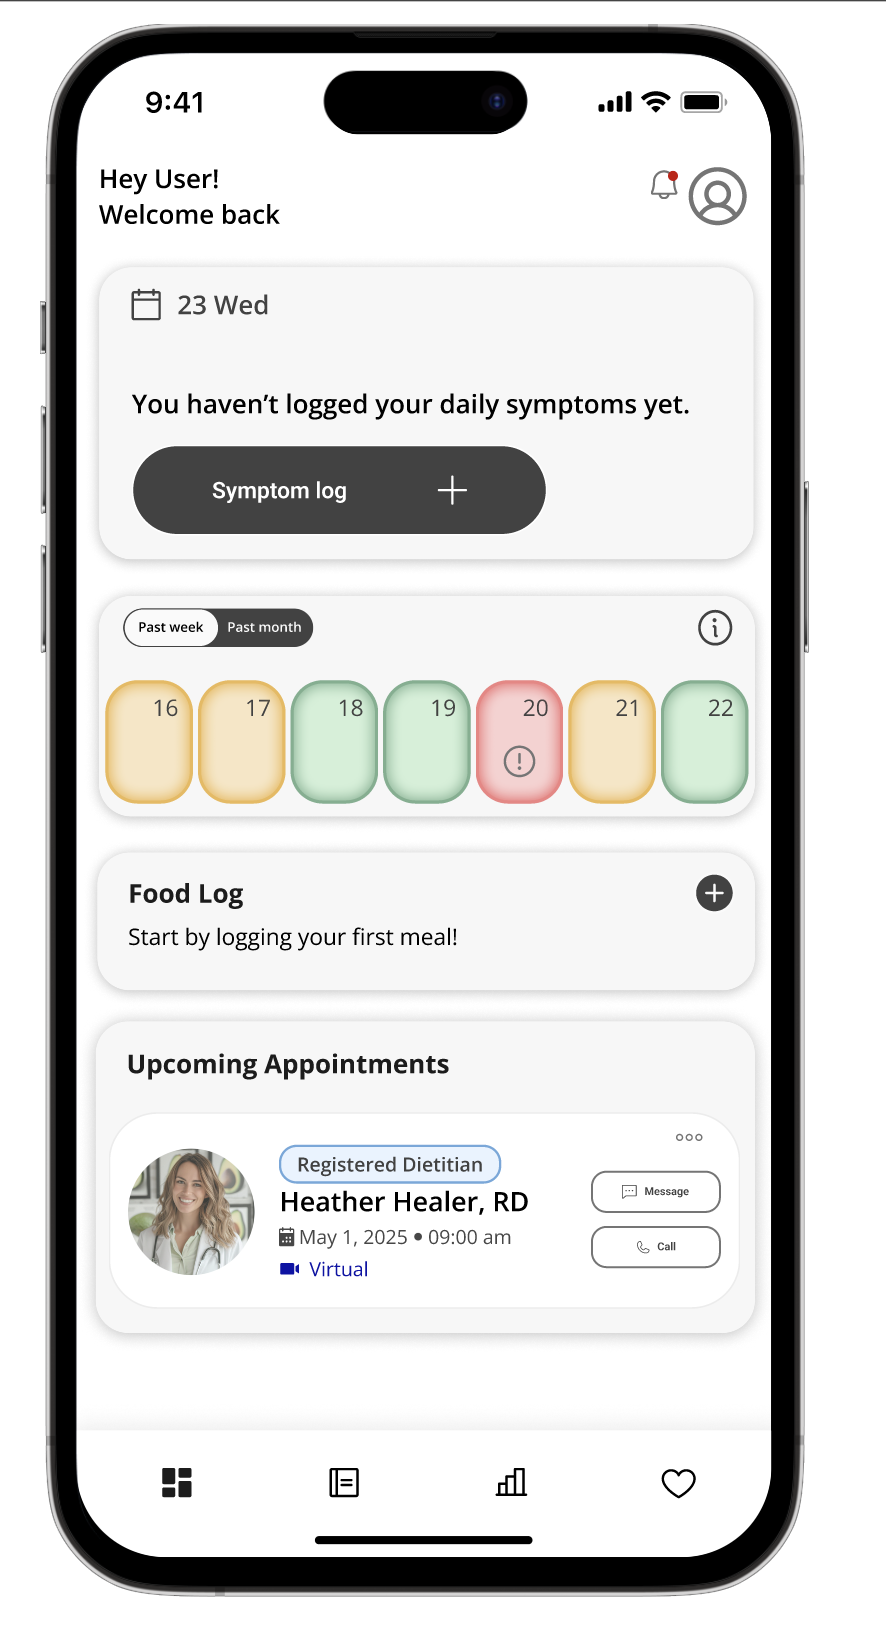 9:41
Hey User!
Welcome back
23 Wed
You haven’t logged your daily symptoms yet.
Symptom log
Past week Past month
16 17 18 19 20 21 22
Food Log
Start by logging your first meal!
Upcoming Appointments
Registered Dietitian
Heather Healer, RD
May 1, 2025 • 09:00 am
Virtual
Message
Call